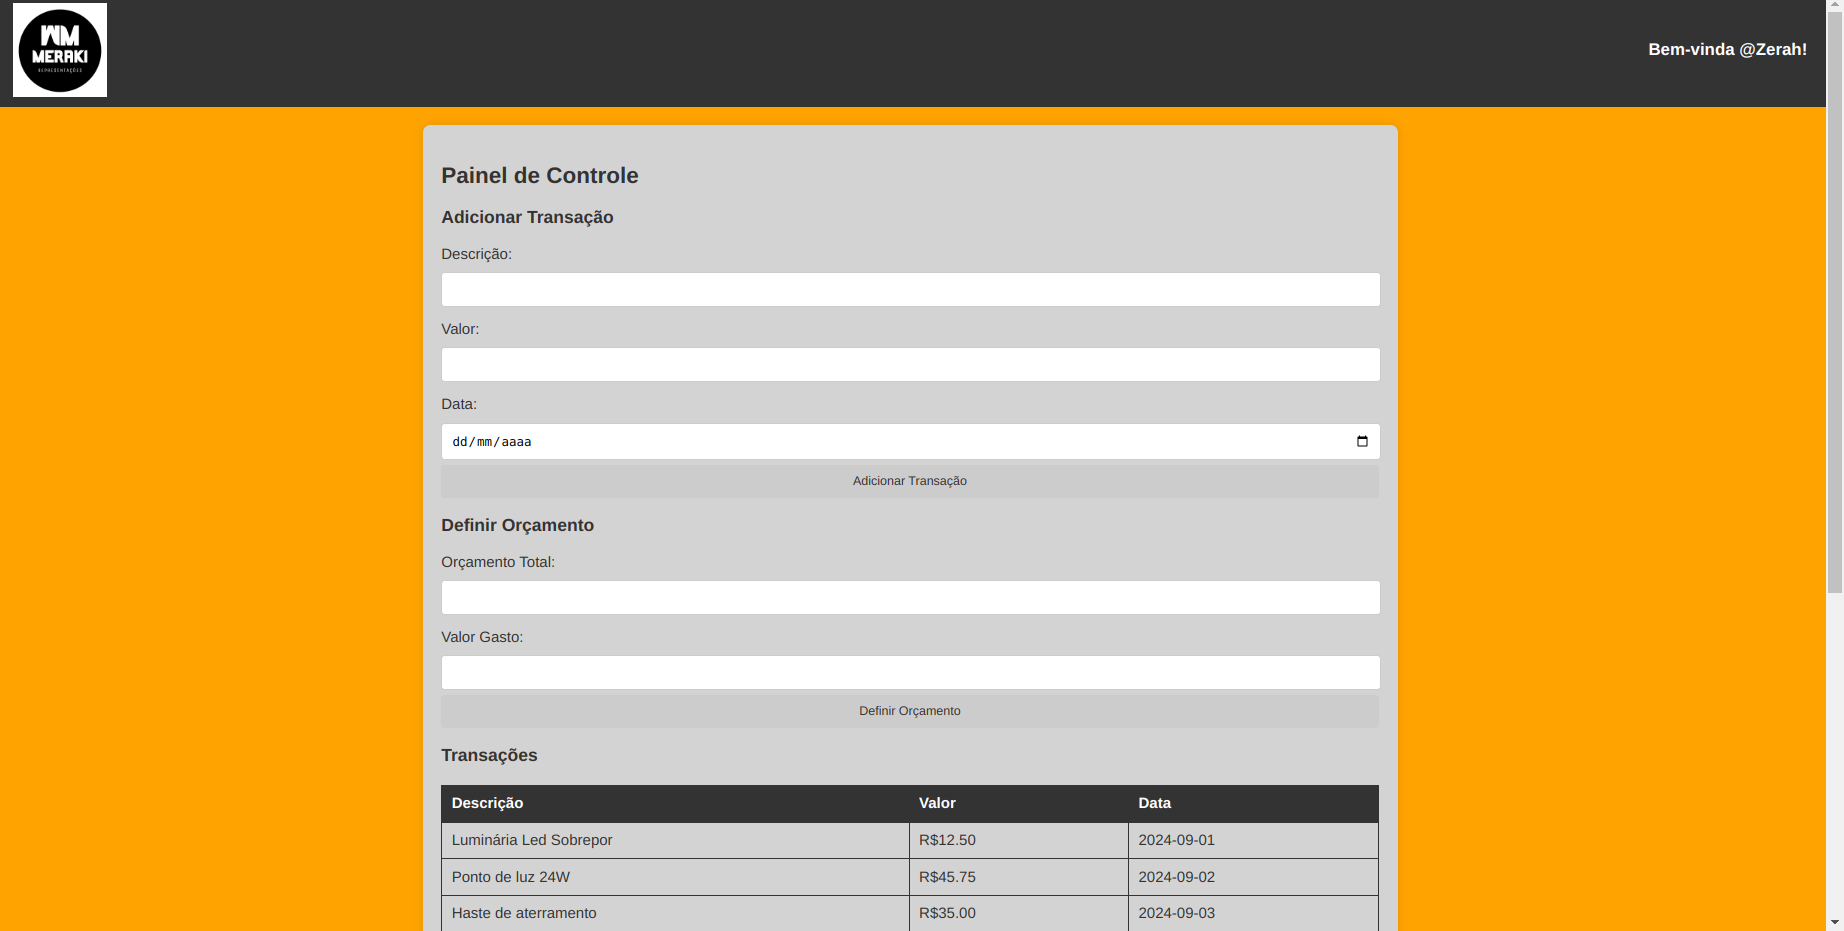 WM
MERAKI
REPRESENTAÇÕES
Bem-vinda @Zerah!
Painel de Controle
Adicionar Transação
Descrição:
Valor:
Data:
dd/mm/aaaa
Adicionar Transação
Definir Orçamento
Orçamento Total:
Valor Gasto:
Definir Orçamento
Transações
Descrição Valor Data
Luminária Led Sobrepor R$12.50 2024-09-01
Ponto de luz 24W R$45.75 2024-09-02
Haste de aterramento R$35.00 2024-09-03